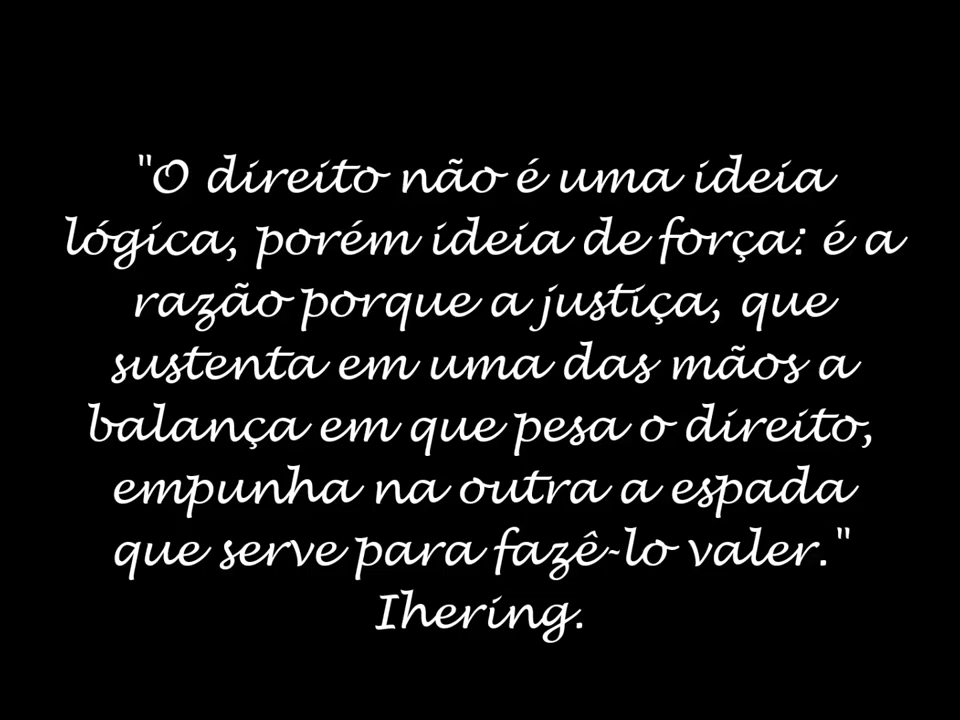 "O direito não é uma ideia
lógica, porém ideia de força: é a
razão porque a justiça, que
sustenta em uma das mãos a
balança em que pesa o direito,
empunha na outra a espada
que serve para fazê-lo valer."
Ihering.